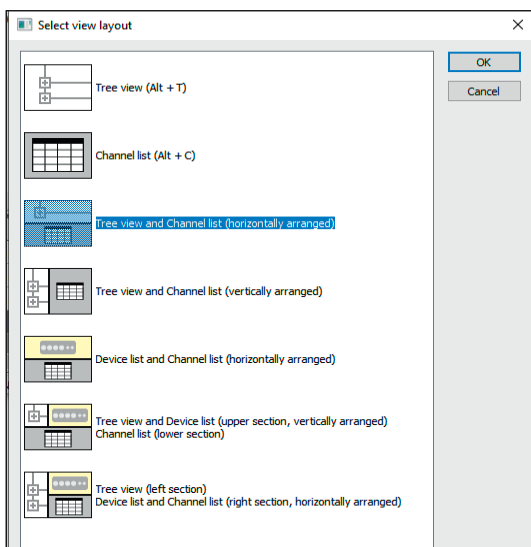 Select view layout
OK
Cancel
Tree view (Alt + T)
Channel list (Alt + C)
Tree view and Channel list (horizontally arranged)
Tree view and Channel list (vertically arranged)
Device list and Channel list (horizontally arranged)
Tree view and Device list (upper section, vertically arranged)
Channel list (lower section)
Tree view (left section)
Device list and Channel list (right section, horizontally arranged)